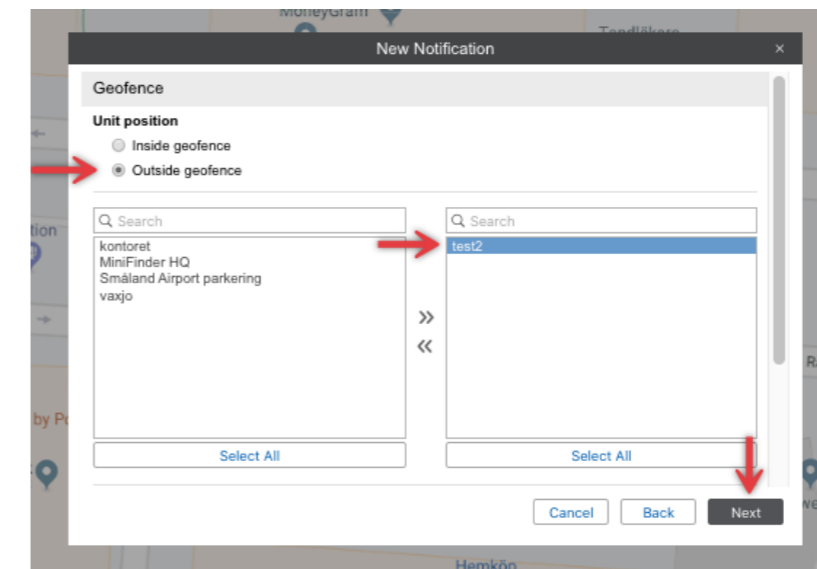 MoneyGram
Tandläkare
New Notification
×
Geofence
Unit position
Inside geofence
Outside geofence
Search
Search
kontoret
MiniFinder HQ
Småland Airport parkering
vaxjo
test2
Select All
Select All
by
Cancel
Back
Next
Hemköp